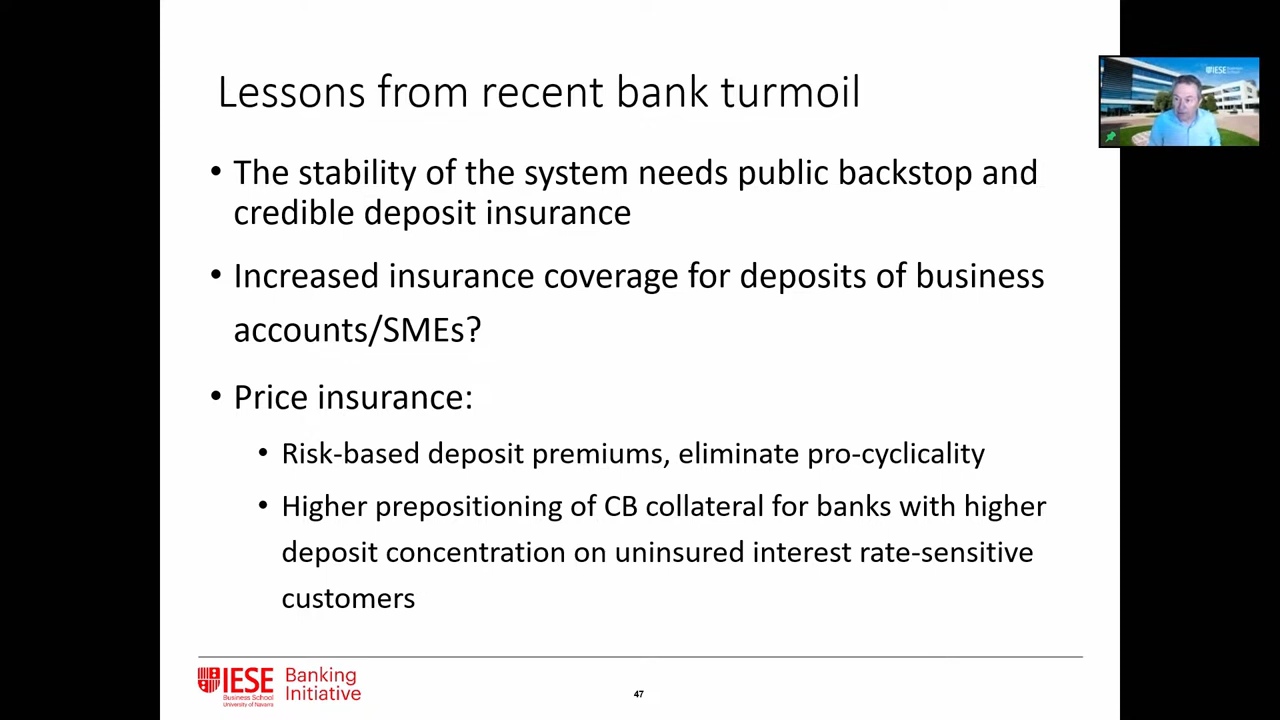 Lessons from recent bank turmoil
• The stability of the system needs public backstop and
credible deposit insurance
• Increased insurance coverage for deposits of business
accounts/SMEs?
• Price insurance:
• Risk-based deposit premiums, eliminate pro-cyclicality
• Higher prepositioning of CB collateral for banks with higher
deposit concentration on uninsured interest rate-sensitive
customers
IESE
Business School
University of Navarra
Banking
Initiative
47
IESE